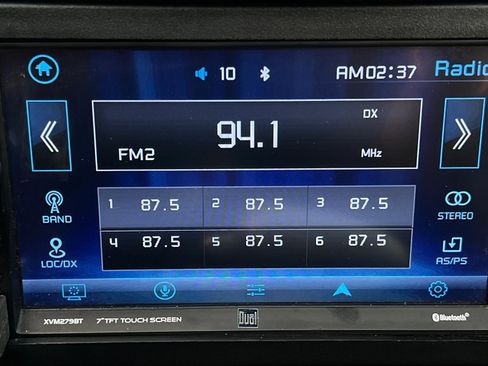 10 AM 02:37 Radio
DX
94.1
FM2 MHz
BAND 1 87.5 2 87.5 3 87.5 STEREO
LOC/DX 4 87.5 5 87.5 6 87.5 AS/PS
XVM279BT 7" TFT TOUCH SCREEN Dual Bluetooth